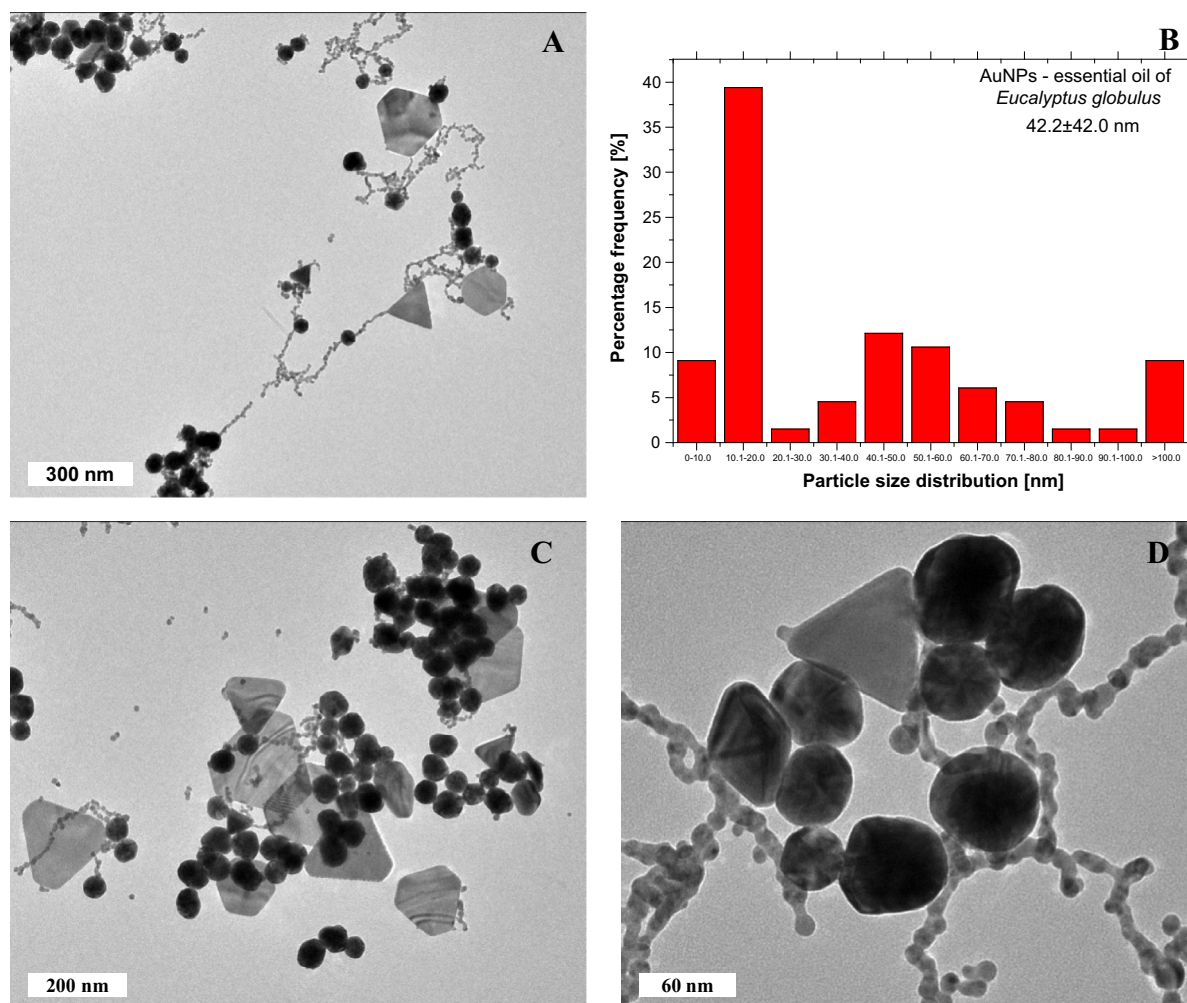 A
300 nm
B
AuNPs - essential oil of
Eucalyptus globulus
42.2±42.0 nm
Percentage frequency [%]
40
35
30
25
20
15
10
5
0
0-10.0 10.1-20.0 20.1-30.0 30.1-40.0 40.1-50.0 50.1-60.0 60.1-70.0 70.1-80.0 80.1-90.0 90.1-100.0 >100.0
Particle size distribution [nm]
C
200 nm
D
60 nm